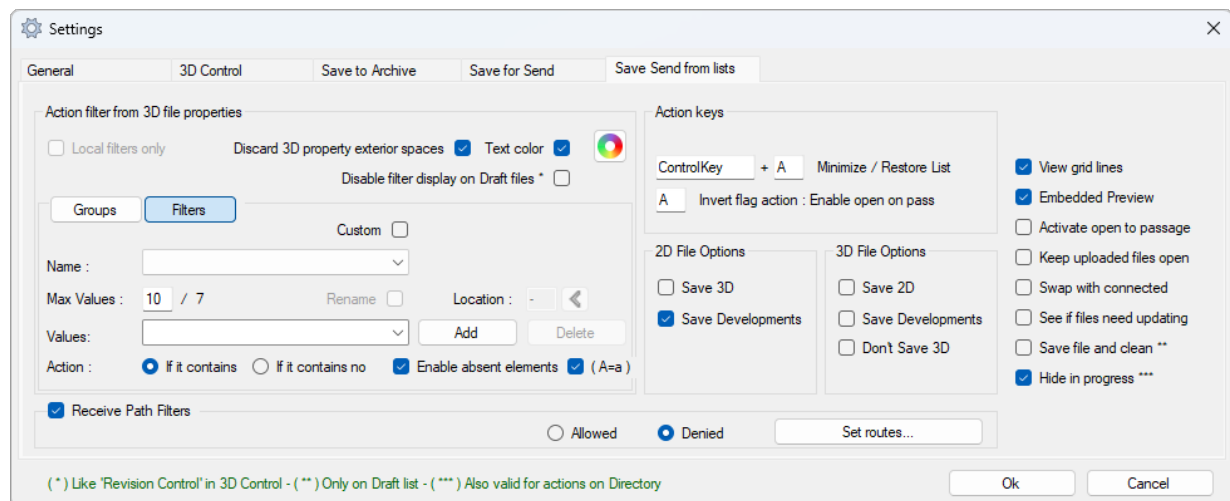 Settings
General
3D Control
Save to Archive
Save for Send
Save Send from lists
Action filter from 3D file properties
Local filters only
Discard 3D property exterior spaces
Text color
Disable filter display on Draft files *
Groups
Filters
Custom
Name :
Max Values :
10 / 7
Rename
Location :
-
Values:
Add
Delete
Action :
If it contains
If it contains no
Enable absent elements
( A=a )
Action keys
ControlKey + A Minimize / Restore List
A Invert flag action : Enable open on pass
2D File Options
Save 3D
Save Developments
3D File Options
Save 2D
Save Developments
Don't Save 3D
View grid lines
Embedded Preview
Activate open to passage
Keep uploaded files open
Swap with connected
See if files need updating
Save file and clean **
Hide in progress ***
Receive Path Filters
Allowed
Denied
Set routes...
( * ) Like 'Revision Control' in 3D Control - ( ** ) Only on Draft list - ( *** ) Also valid for actions on Directory
Ok
Cancel